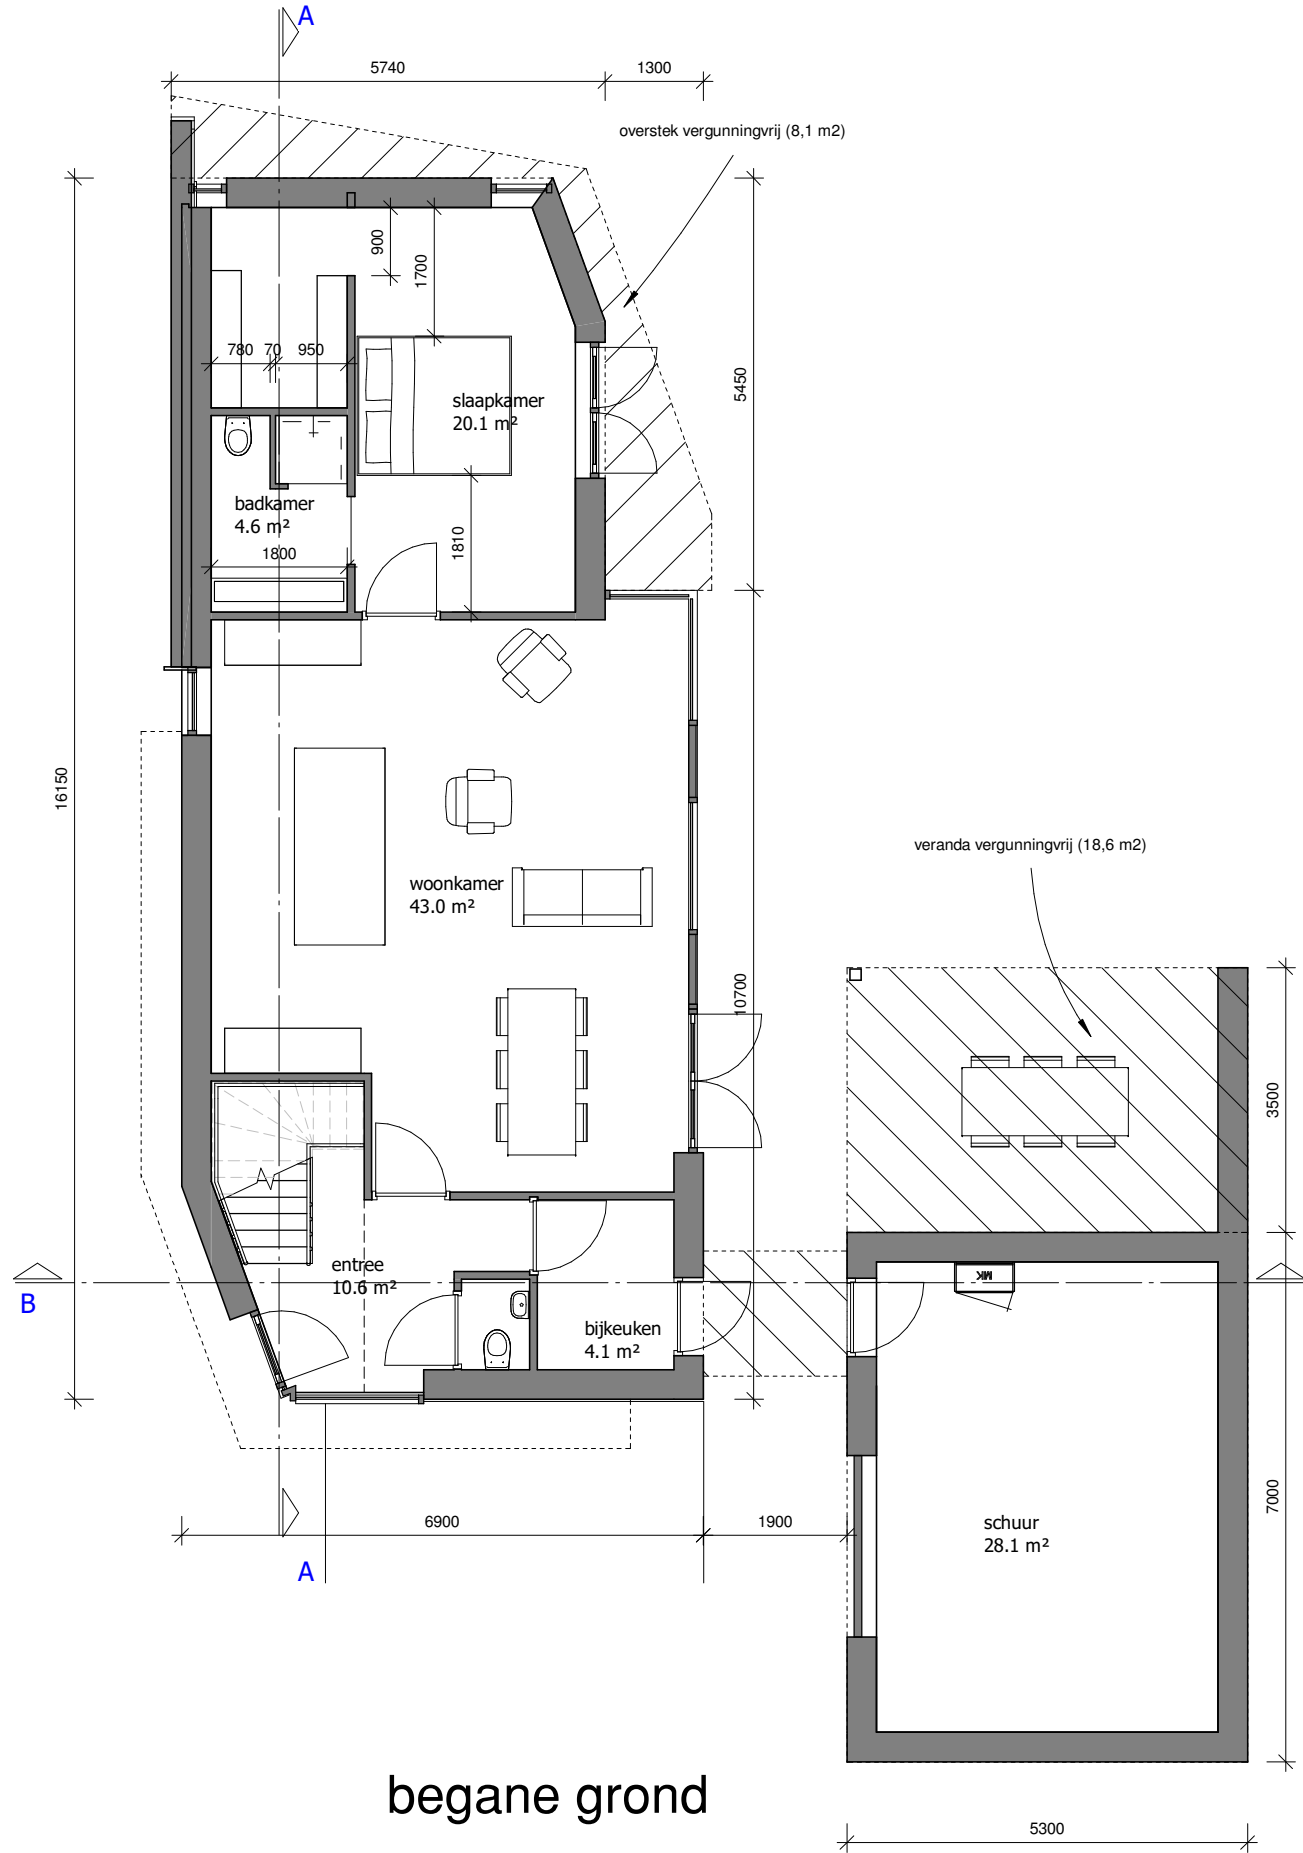 A
5740
1300
overstek vergunningvrij (8,1 m2)
900
1700
780
70
950
slaapkamer
20.1 m²
5450
badkamer
4.6 m²
1800
1810
16150
woonkamer
43.0 m²
veranda vergunningvrij (18,6 m2)
10700
3500
entree
10.6 m²
MK
B
bijkeuken
4.1 m²
6900
1900
7000
schuur
28.1 m²
A
begane grond
5300